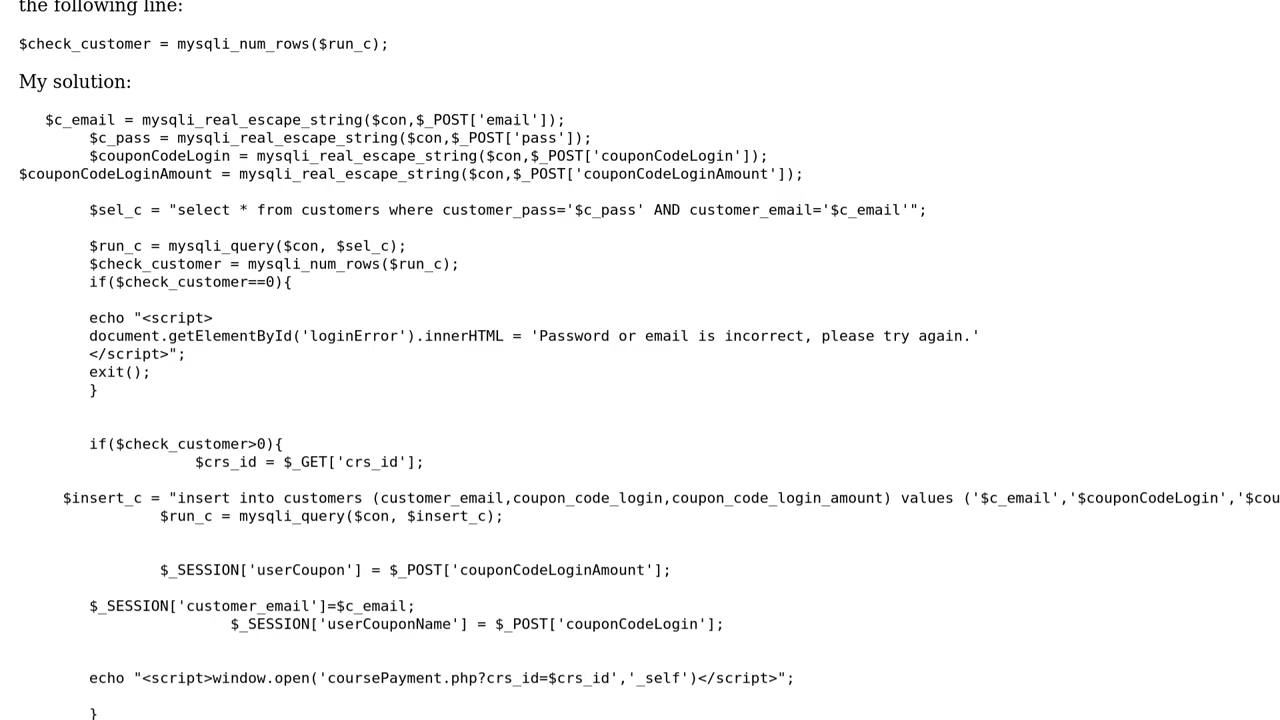 the following line:
$check_customer = mysqli_num_rows($run_c);
My solution:
$c_email = mysqli_real_escape_string($con,$_POST['email']);
$c_pass = mysqli_real_escape_string($con,$_POST['pass']);
$couponCodeLogin = mysqli_real_escape_string($con,$_POST['couponCodeLogin']);
$couponCodeLoginAmount = mysqli_real_escape_string($con,$_POST['couponCodeLoginAmount']);
$sel_c = "select * from customers where customer_pass='$c_pass' AND customer_email='$c_email'";
$run_c = mysqli_query($con, $sel_c);
$check_customer = mysqli_num_rows($run_c);
if($check_customer==0){
echo "<script>
document.getElementById('loginError').innerHTML = 'Password or email is incorrect, please try again.'
</script>";
exit();
}
if($check_customer>0){
$crs_id = $_GET['crs_id'];
$insert_c = "insert into customers (customer_email,coupon_code_login,coupon_code_login_amount) values ('$c_email','$couponCodeLogin','$cou
$run_c = mysqli_query($con, $insert_c);
$_SESSION['userCoupon'] = $_POST['couponCodeLoginAmount'];
$_SESSION['customer_email']=$c_email;
$_SESSION['userCouponName'] = $_POST['couponCodeLogin'];
echo "<script>window.open('coursePayment.php?crs_id=$crs_id','_self')</script>";
}